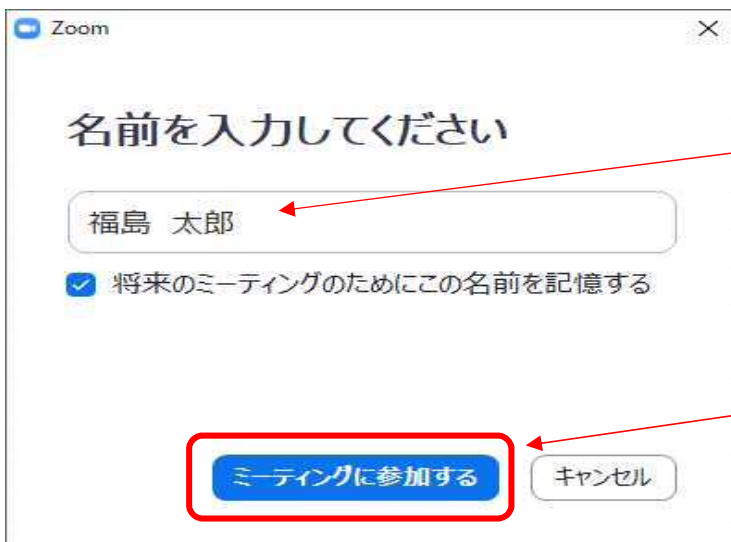 Zoom
名前を入力してください
福島 太郎
将来のミーティングのためにこの名前を記憶する
ミーティングに参加する
キャンセル